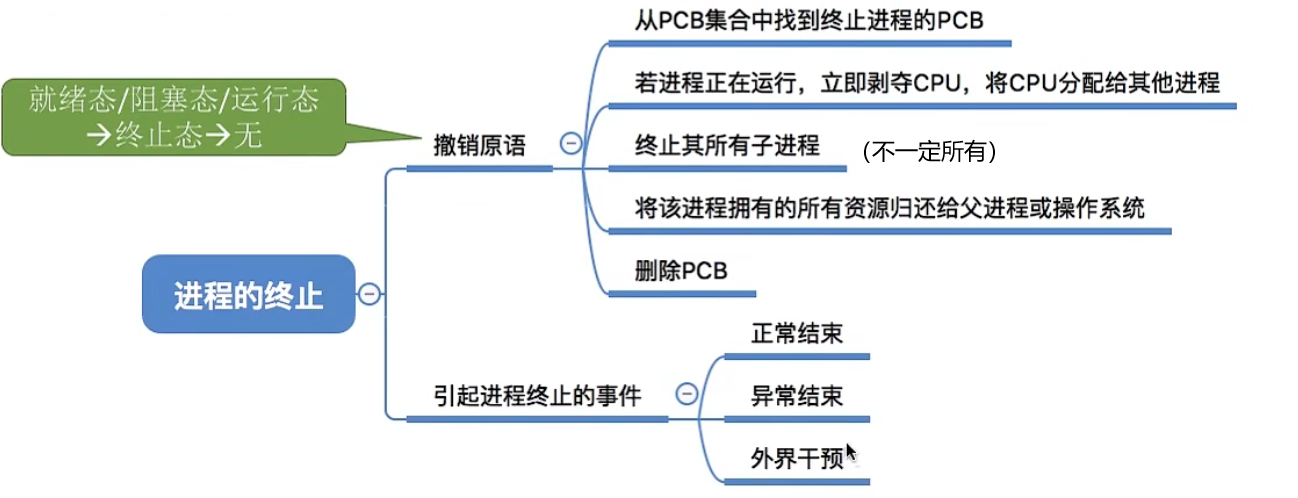 从PCB集合中找到终止进程的PCB
若进程正在运行，立即剥夺CPU，将CPU分配给其他进程
就绪态/阻塞态/运行态
→终止态→无
撤销原语
终止其所有子进程 （不一定所有）
将该进程拥有的所有资源归还给父进程或操作系统
删除PCB
进程的终止
正常结束
引起进程终止的事件
异常结束
外界干预